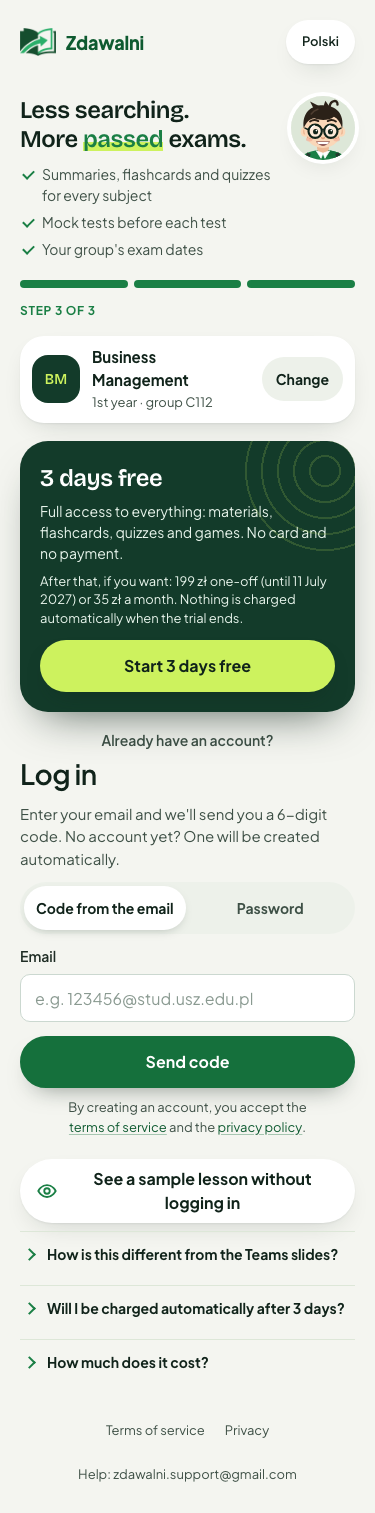 Zdawalni
Polski
Less searching.
More passed exams.
Summaries, flashcards and quizzes
for every subject
Mock tests before each test
Your group's exam dates
STEP 3 OF 3
BM
Business
Management
1st year · group C112
Change
3 days free
Full access to everything: materials,
flashcards, quizzes and games. No card and
no payment.
After that, if you want: 199 zł one-off (until 11 July
2027) or 35 zł a month. Nothing is charged
automatically when the trial ends.
Start 3 days free
Already have an account?
Log in
Enter your email and we'll send you a 6-digit
code. No account yet? One will be created
automatically.
Code from the email
Password
Email
e.g. 123456@stud.usz.edu.pl
Send code
By creating an account, you accept the
terms of service and the privacy policy.
See a sample lesson without
logging in
How is this different from the Teams slides?
Will I be charged automatically after 3 days?
How much does it cost?
Terms of service
Privacy
Help: zdawalni.support@gmail.com